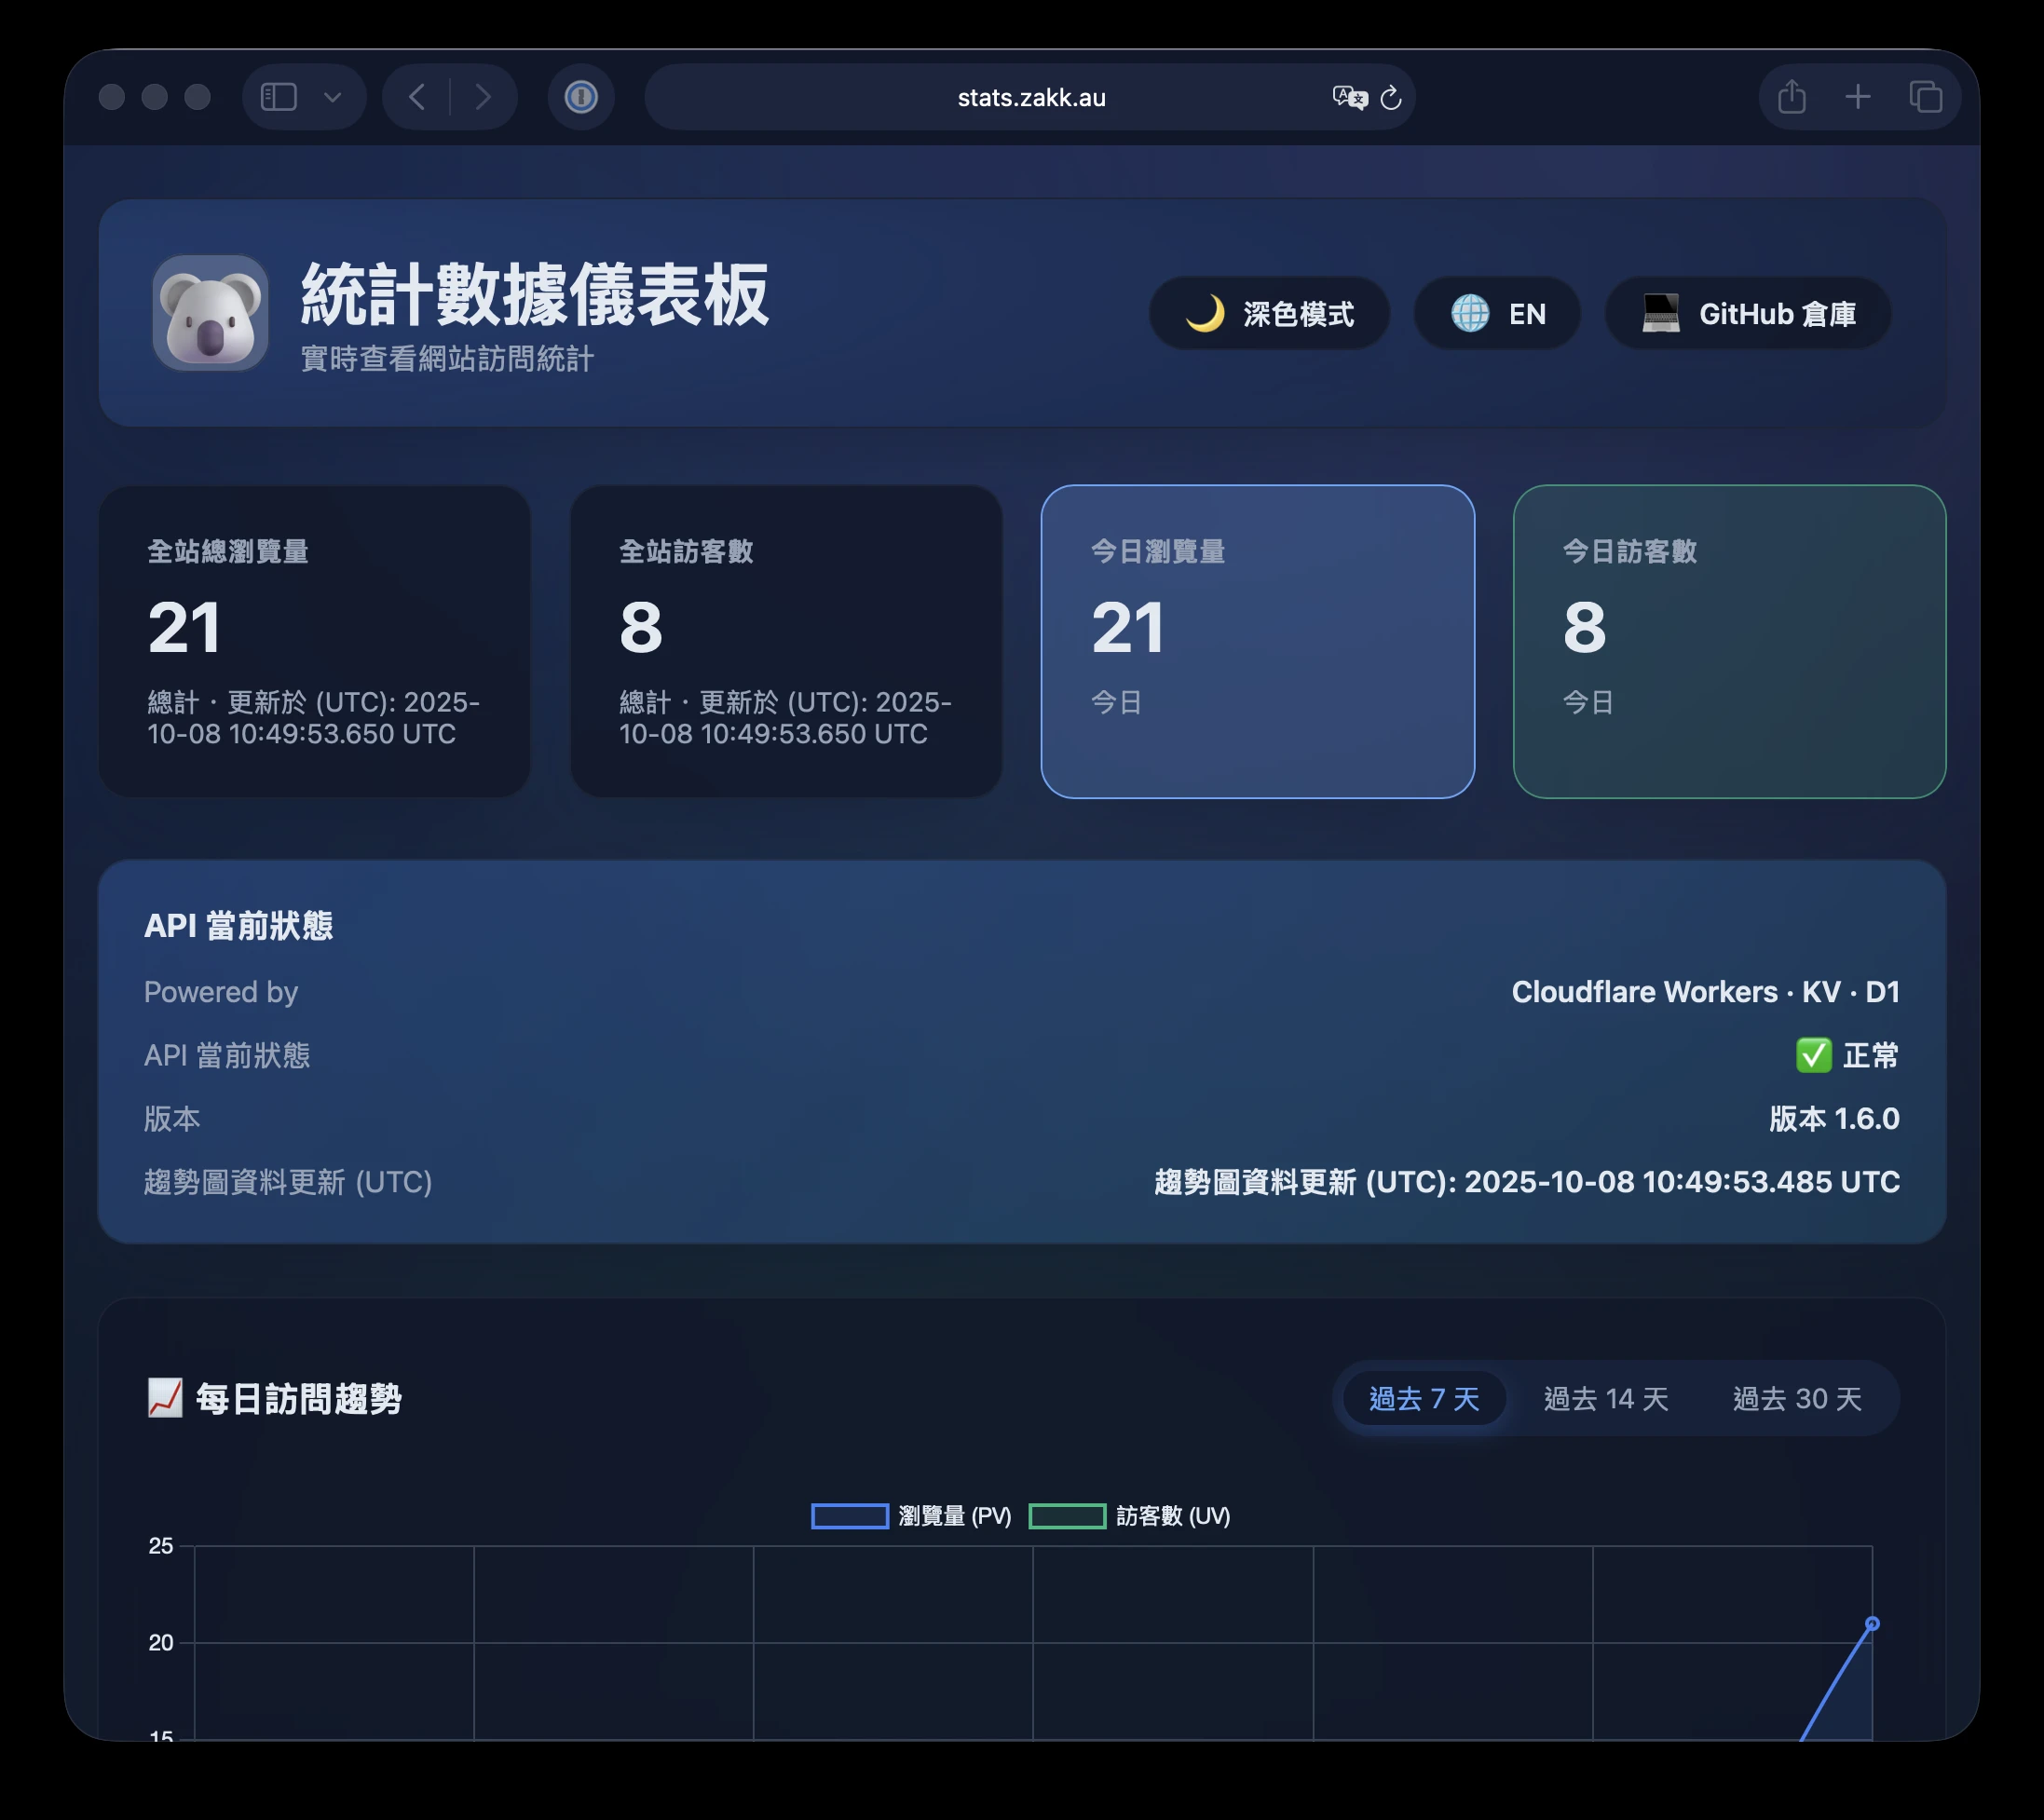 stats.zakk.au
統計數據儀表板
實時查看網站訪問統計
深色模式
EN
GitHub 倉庫
全站總瀏覽量
21
總計 · 更新於 (UTC): 2025-
10-08 10:49:53.650 UTC
全站訪客數
8
總計 · 更新於 (UTC): 2025-
10-08 10:49:53.650 UTC
今日瀏覽量
21
今日
今日訪客數
8
今日
API 當前狀態
Powered by
Cloudflare Workers · KV · D1
API 當前狀態
✅ 正常
版本
版本 1.6.0
趨勢圖資料更新 (UTC)
趨勢圖資料更新 (UTC): 2025-10-08 10:49:53.485 UTC
每日訪問趨勢
過去 7 天
過去 14 天
過去 30 天
瀏覽量 (PV)
訪客數 (UV)
25
20
15